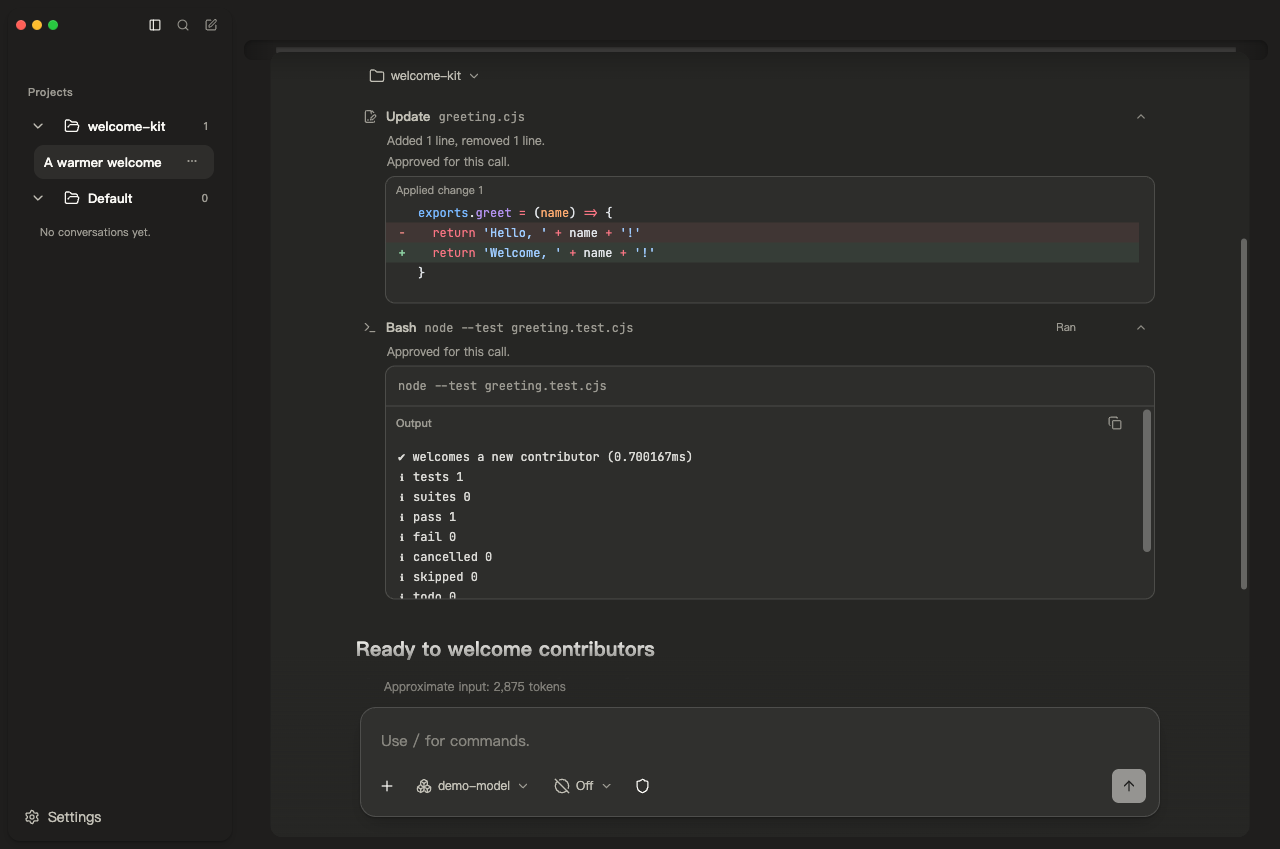 Projects
welcome-kit 1
A warmer welcome ...
Default 0
No conversations yet.
Settings
welcome-kit
Update greeting.cjs
Added 1 line, removed 1 line.
Approved for this call.
Applied change 1
exports.greet = (name) => {
- return 'Hello, ' + name + '!'
+ return 'Welcome, ' + name + '!'
}
Bash node --test greeting.test.cjs Ran
Approved for this call.
node --test greeting.test.cjs
Output
✔ welcomes a new contributor (0.700167ms)
ℹ tests 1
ℹ suites 0
ℹ pass 1
ℹ fail 0
ℹ cancelled 0
ℹ skipped 0
ℹ todo 0
Ready to welcome contributors
Approximate input: 2,875 tokens
Use / for commands.
demo-model Off